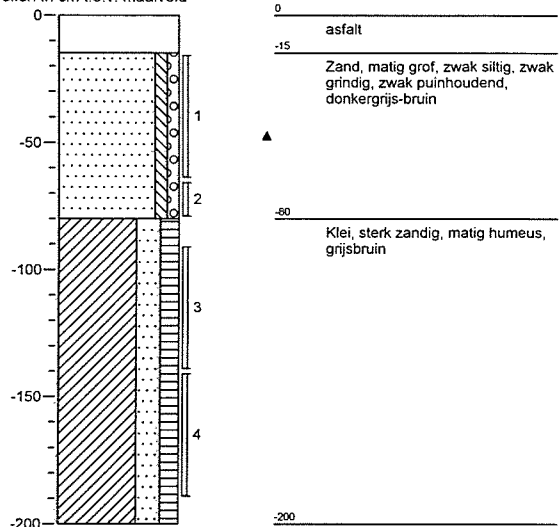 0
-50
-100
-150
-200
1
2
3
4
0
asfalt
-15
Zand, matig grof, zwak siltig, zwak
grindig, zwak puinhoudend,
donkergrijs-bruin
-80
Klei, sterk zandig, matig humeus,
grijsbruin
-200